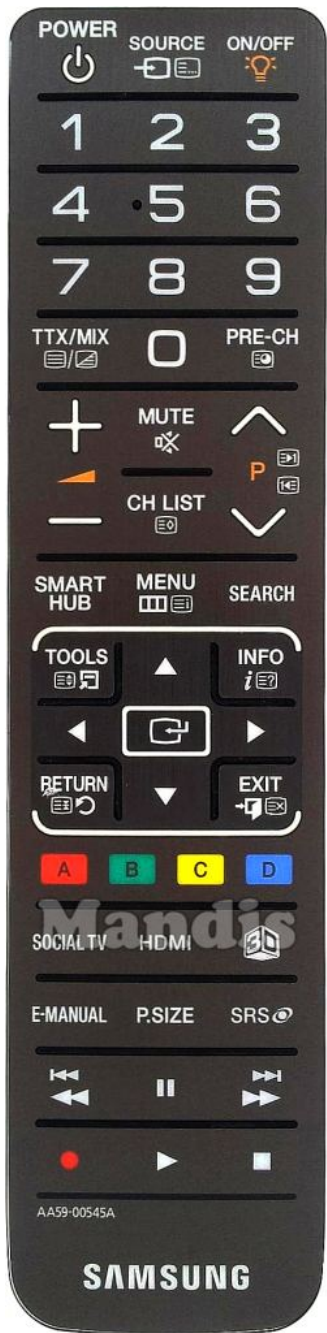 POWER SOURCE ON/OFF
1 2 3
4 5 6
7 8 9
TTX/MIX 0 PRE-CH
MUTE
P
CH LIST
SMART HUB MENU SEARCH
TOOLS INFO
RETURN EXIT
A B C D
Mandis
SOCIAL TV HDMI 3D
E-MANUAL P.SIZE SRS
AA59-00545A
SAMSUNG